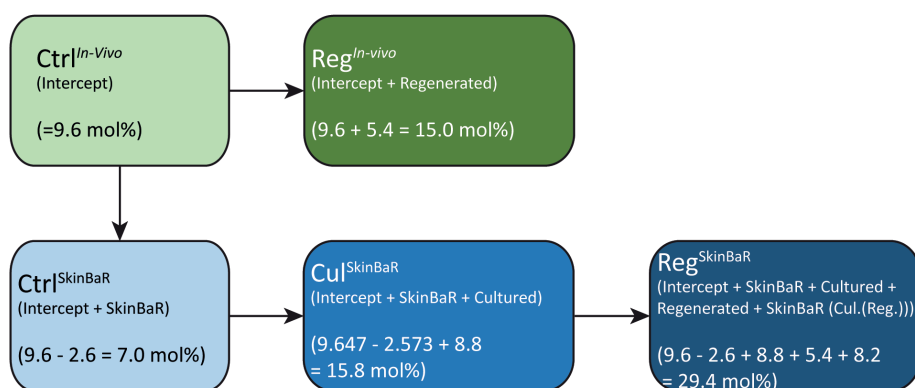 Ctrl^In-Vivo
(Intercept)
(=9.6 mol%)
Reg^In-vivo
(Intercept + Regenerated)
(9.6 + 5.4 = 15.0 mol%)
Ctrl^SkinBaR
(Intercept + SkinBaR)
(9.6 - 2.6 = 7.0 mol%)
Cul^SkinBaR
(Intercept + SkinBaR + Cultured)
(9.647 - 2.573 + 8.8
= 15.8 mol%)
Reg^SkinBaR
(Intercept + SkinBaR + Cultured +
Regenerated + SkinBaR (Cul.(Reg.)))
(9.6 - 2.6 + 8.8 + 5.4 + 8.2
= 29.4 mol%)